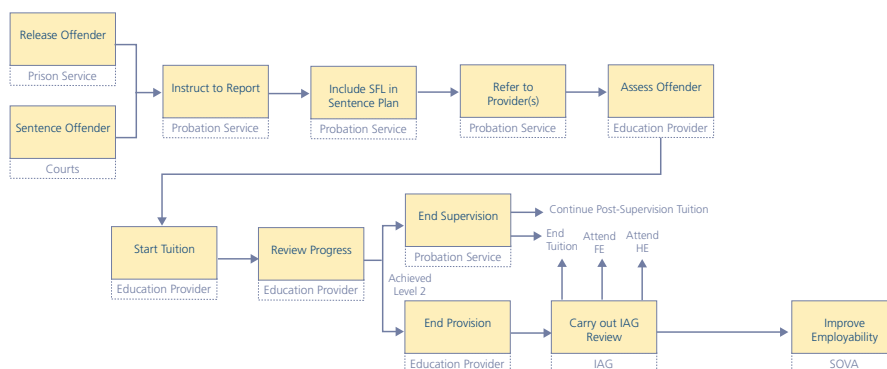 Release Offender
Prison Service
Sentence Offender
Courts
Instruct to Report
Probation Service
Include SFL in
Sentence Plan
Probation Service
Refer to
Provider(s)
Probation Service
Assess Offender
Education Provider
Start Tuition
Education Provider
Review Progress
Education Provider
End Supervision
Probation Service
Continue Post-Supervision Tuition
End
Tuition
Attend
FE
Attend
HE
Achieved
Level 2
End Provision
Education Provider
Carry out IAG
Review
IAG
Improve
Employability
SOVA